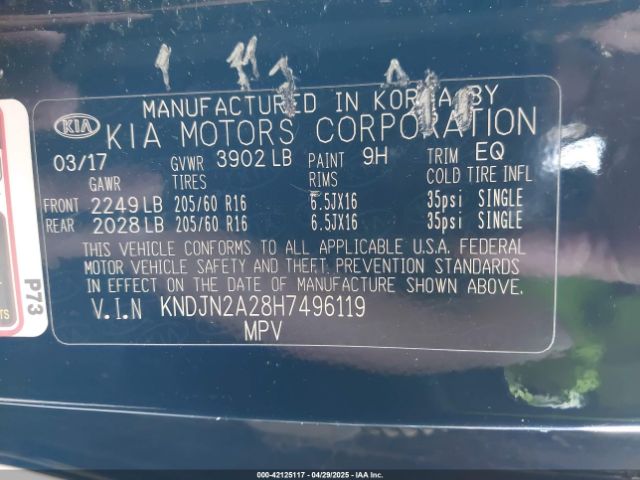 MANUFACTURED IN KOREA BY
KIA KIA MOTORS CORPORATION
03/17 GVWR 3902 LB PAINT 9H TRIM EQ
GAWR TIRES RIMS COLD TIRE INFL
FRONT 2249 LB 205/60 R16 6.5JX16 35psi SINGLE
REAR 2028 LB 205/60 R16 6.5JX16 35psi SINGLE
THIS VEHICLE CONFORMS TO ALL APPLICABLE U.S.A. FEDERAL
MOTOR VEHICLE SAFETY AND THEFT. PREVENTION STANDARDS
IN EFFECT ON THE DATE OF MANUFACTURE SHOWN ABOVE.
V.I.N KNDJN2A28H7496119
MPV
P73
000-42125117 04/29/2025 - IAAI